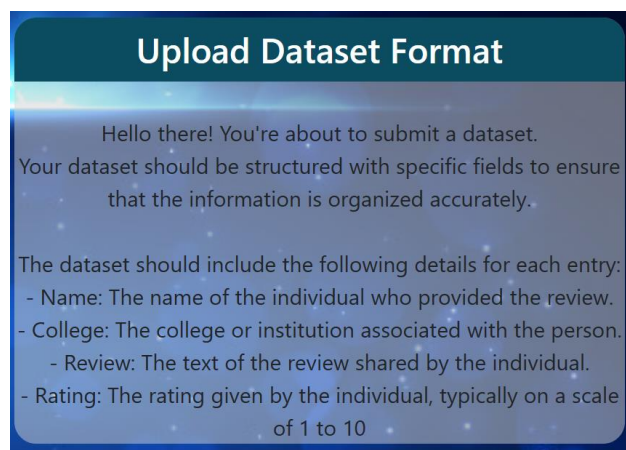 Upload Dataset Format
Hello there! You're about to submit a dataset.
Your dataset should be structured with specific fields to ensure
that the information is organized accurately.
The dataset should include the following details for each entry:
- Name: The name of the individual who provided the review.
- College: The college or institution associated with the person.
- Review: The text of the review shared by the individual.
- Rating: The rating given by the individual, typically on a scale
of 1 to 10